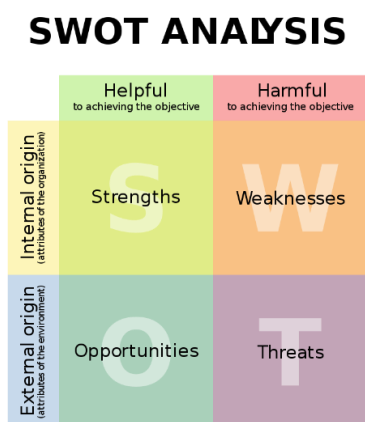 SWOT ANALYSIS
Helpful
to achieving the objective
Harmful
to achieving the objective
Internal origin
(attributes of the organization)
S
Strengths
W
Weaknesses
External origin
(attributes of the environment)
O
Opportunities
T
Threats